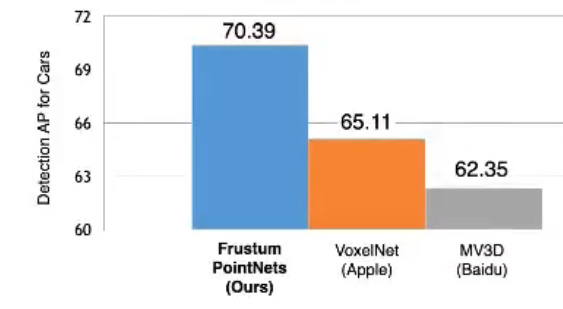 72
70.39
69
66
65.11
63
62.35
60
Detection AP for Cars
Frustum
PointNets
(Ours)
VoxelNet
(Apple)
MV3D
(Baidu)